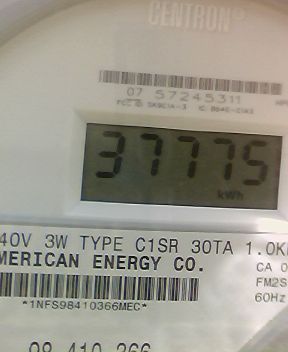 CENTRON®
07 57245311
37775
kWh
40V 3W TYPE C1SR 30TA 1.0K
MERICAN ENERGY CO.
CA 0
FM2S
60Hz
*1NFS98410366MEC*
98 410 366